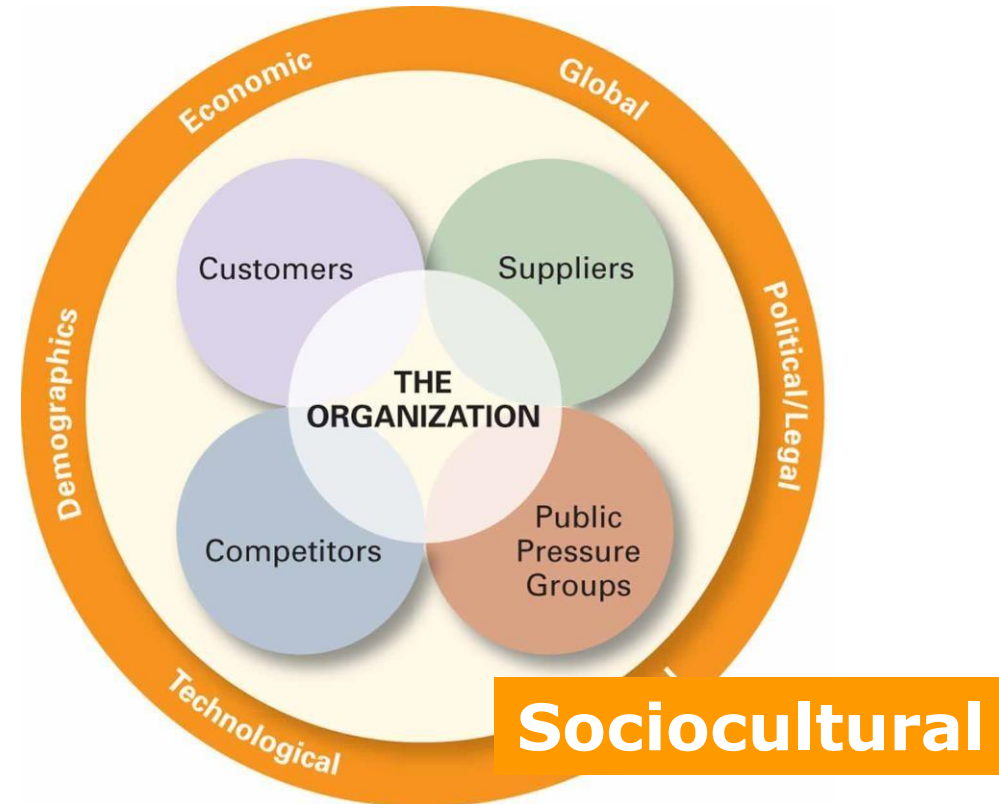 Economic
Global
Customers
Suppliers
Demographics
Political/Legal
THE
ORGANIZATION
Competitors
Public
Pressure
Groups
Technological
Sociocultural